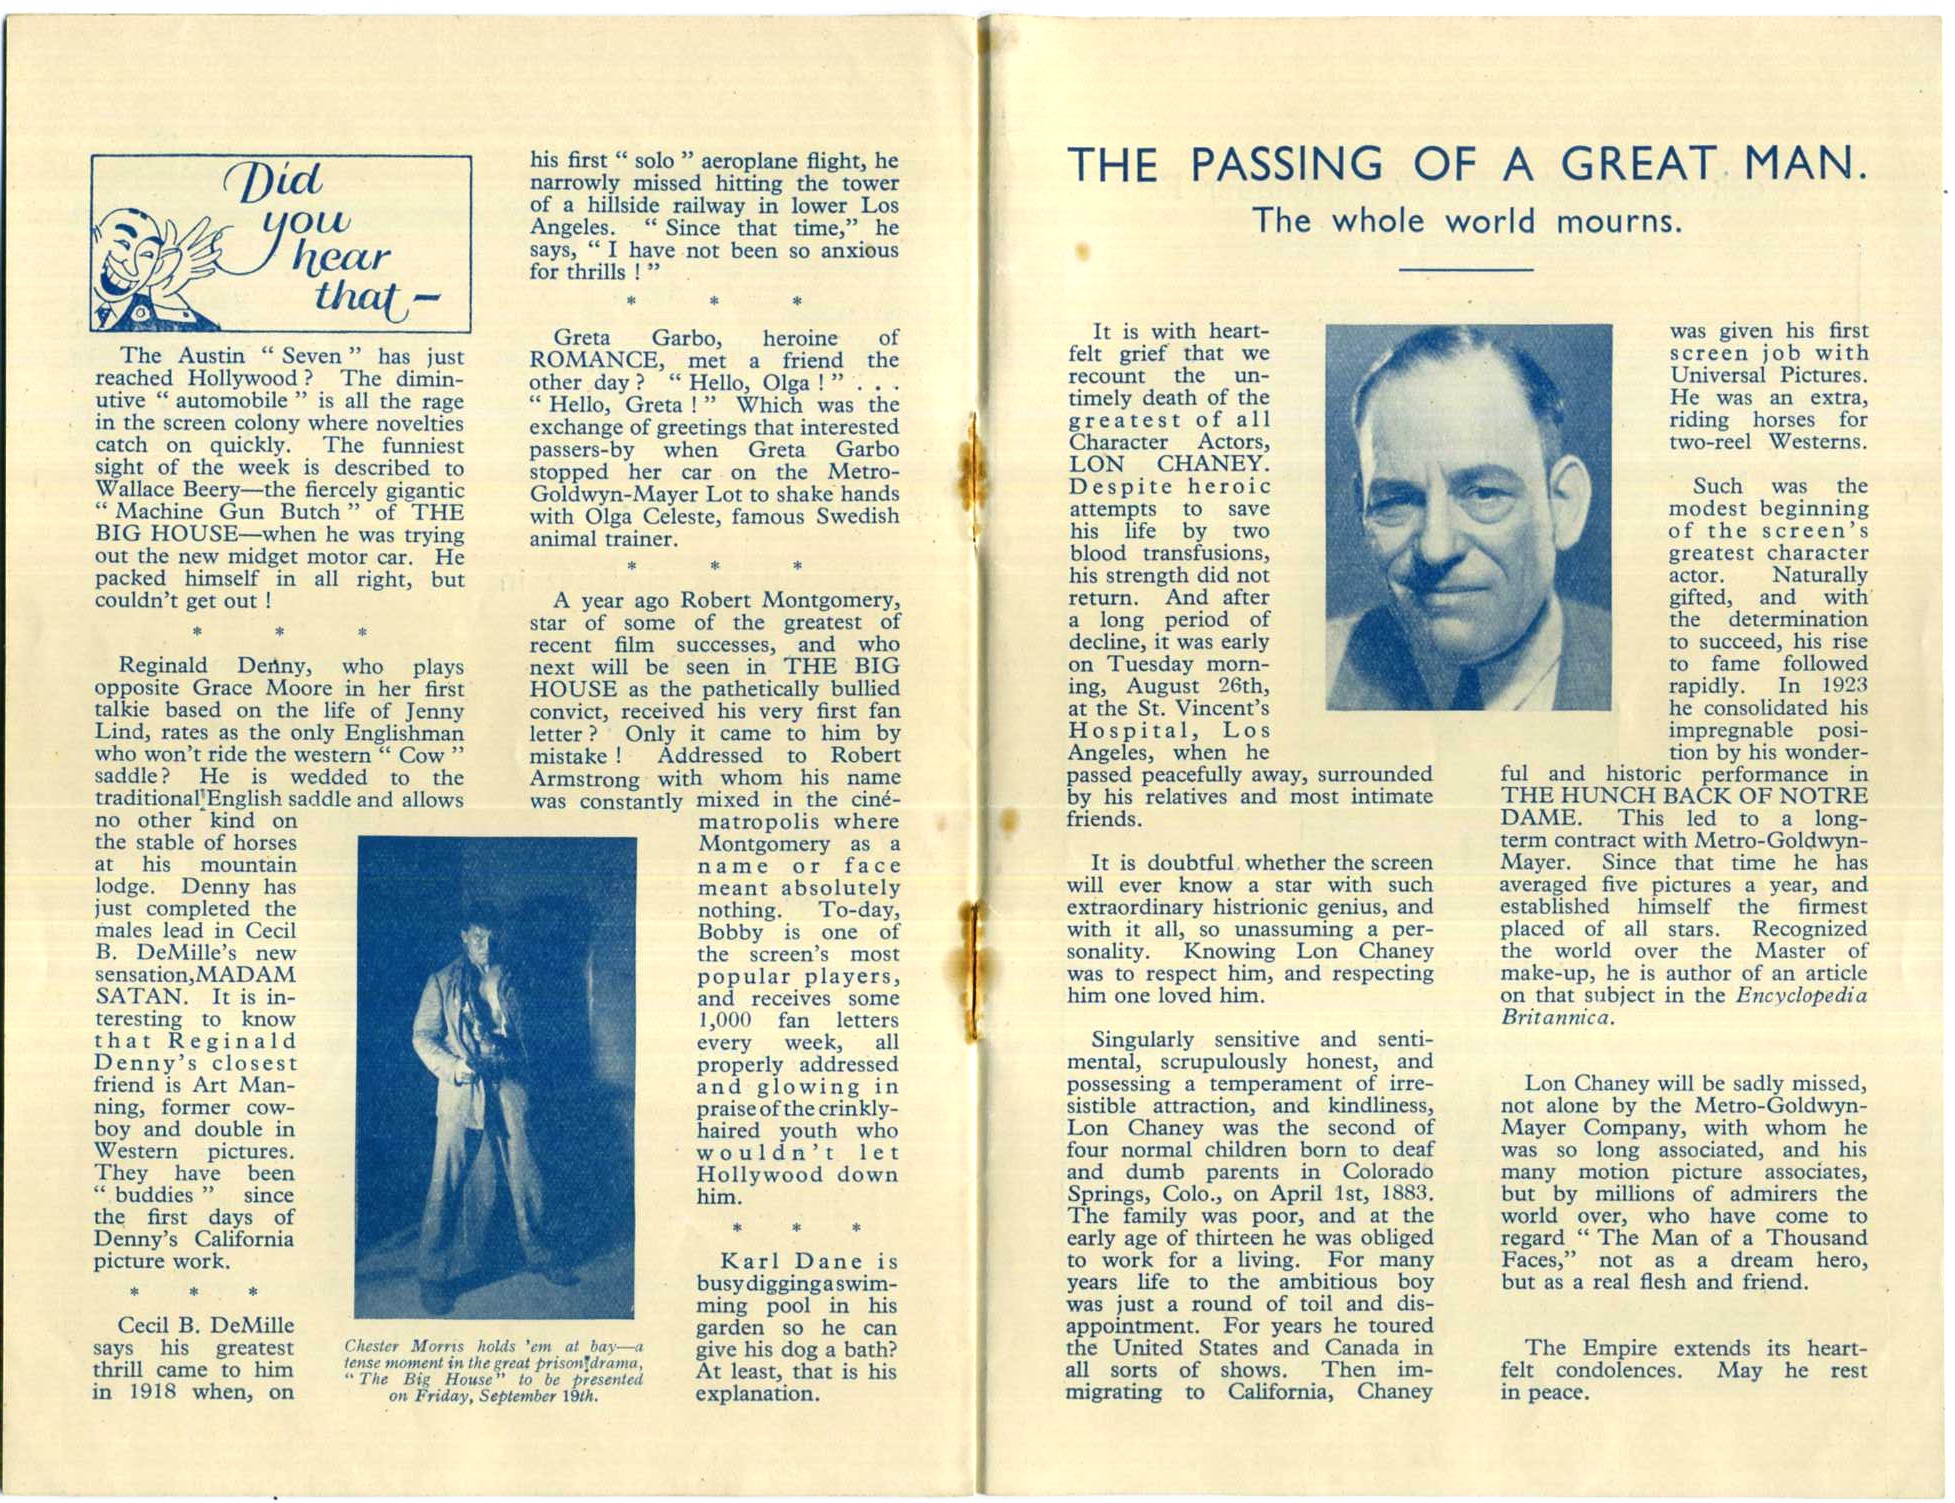 Did
you
hear
that—
The Austin “ Seven ” has just
reached Hollywood ? The dimin-
utive “ automobile ” is all the rage
in the screen colony where novelties
catch on quickly. The funniest
sight of the week is described to
Wallace Beery—the fiercely gigantic
“ Machine Gun Butch ” of THE
BIG HOUSE—when he was trying
out the new midget motor car. He
packed himself in all right, but
couldn’t get out !
* * *
Reginald Denny, who plays
opposite Grace Moore in her first
talkie based on the life of Jenny
Lind, rates as the only Englishman
who won’t ride the western “ Cow ”
saddle ? He is wedded to the
traditional English saddle and allows
no other kind on
the stable of horses
at his mountain
lodge. Denny has
just completed the
males lead in Cecil
B. DeMille’s new
sensation, MADAM
SATAN. It is in-
teresting to know
that Reginald
Denny’s closest
friend is Art Man-
ning, former cow-
boy and double in
Western pictures.
They have been
“ buddies ” since
the first days of
Denny’s California
picture work.
* * *
Cecil B. DeMille
says his greatest
thrill came to him
in 1918 when, on
his first “ solo ” aeroplane flight, he
narrowly missed hitting the tower
of a hillside railway in lower Los
Angeles. “ Since that time,” he
says, “ I have not been so anxious
for thrills ! ”
* * *
Greta Garbo, heroine of
ROMANCE, met a friend the
other day ? “ Hello, Olga ! ” . . .
“ Hello, Greta ! ” Which was the
exchange of greetings that interested
passers-by when Greta Garbo
stopped her car on the Metro-
Goldwyn-Mayer Lot to shake hands
with Olga Celeste, famous Swedish
animal trainer.
* * *
A year ago Robert Montgomery,
star of some of the greatest of
recent film successes, and who
next will be seen in THE BIG
HOUSE as the pathetically bullied
convict, received his very first fan
letter ? Only it came to him by
mistake ! Addressed to Robert
Armstrong with whom his name
was constantly mixed in the ciné-
matropolis where
Montgomery as a
name or face
meant absolutely
nothing. To-day,
Bobby is one of
the screen’s most
popular players,
and receives some
1,000 fan letters
every week, all
properly addressed
and glowing in
praise of the crinkly-
haired youth who
wouldn’t let
Hollywood down
him.
* * *
Karl Dane is
busy digging a swim-
ming pool in his
garden so he can
give his dog a bath?
At least, that is his
explanation.
Chester Morris holds ’em at bay—a
tense moment in the great prison drama,
“ The Big House ” to be presented
on Friday, September 19th.
THE PASSING OF A GREAT MAN.
The whole world mourns.
It is with heart-
felt grief that we
recount the un-
timely death of the
greatest of all
Character Actors,
LON CHANEY.
Despite heroic
attempts to save
his life by two
blood transfusions,
his strength did not
return. And after
a long period of
decline, it was early
on Tuesday morn-
ing, August 26th,
at the St. Vincent’s
Hospital, Los
Angeles, when he
passed peacefully away, surrounded
by his relatives and most intimate
friends.
It is doubtful whether the screen
will ever know a star with such
extraordinary histrionic genius, and
with it all, so unassuming a per-
sonality. Knowing Lon Chaney
was to respect him, and respecting
him one loved him.
Singularly sensitive and senti-
mental, scrupulously honest, and
possessing a temperament of irre-
sistible attraction, and kindliness,
Lon Chaney was the second of
four normal children born to deaf
and dumb parents in Colorado
Springs, Colo., on April 1st, 1883.
The family was poor, and at the
early age of thirteen he was obliged
to work for a living. For many
years life to the ambitious boy
was just a round of toil and dis-
appointment. For years he toured
the United States and Canada in
all sorts of shows. Then im-
migrating to California, Chaney
was given his first
screen job with
Universal Pictures.
He was an extra,
riding horses for
two-reel Westerns.
Such was the
modest beginning
of the screen’s
greatest character
actor. Naturally
gifted, and with
the determination
to succeed, his rise
to fame followed
rapidly. In 1923
he consolidated his
impregnable posi-
tion by his wonder-
ful and historic performance in
THE HUNCH BACK OF NOTRE
DAME. This led to a long-
term contract with Metro-Goldwyn-
Mayer. Since that time he has
averaged five pictures a year, and
established himself the firmest
placed of all stars. Recognized
the world over the Master of
make-up, he is author of an article
on that subject in the Encyclopedia
Britannica.
Lon Chaney will be sadly missed,
not alone by the Metro-Goldwyn-
Mayer Company, with whom he
was so long associated, and his
many motion picture associates,
but by millions of admirers the
world over, who have come to
regard “ The Man of a Thousand
Faces,” not as a dream hero,
but as a real flesh and friend.
The Empire extends its heart-
felt condolences. May he rest
in peace.